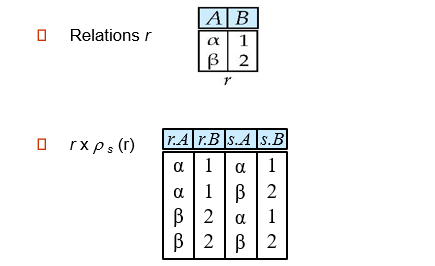 Relations r
A B
α 1
β 2
r
r x ρ s (r)
r.A r.B s.A s.B
α 1 α 1
α 1 β 2
β 2 α 1
β 2 β 2